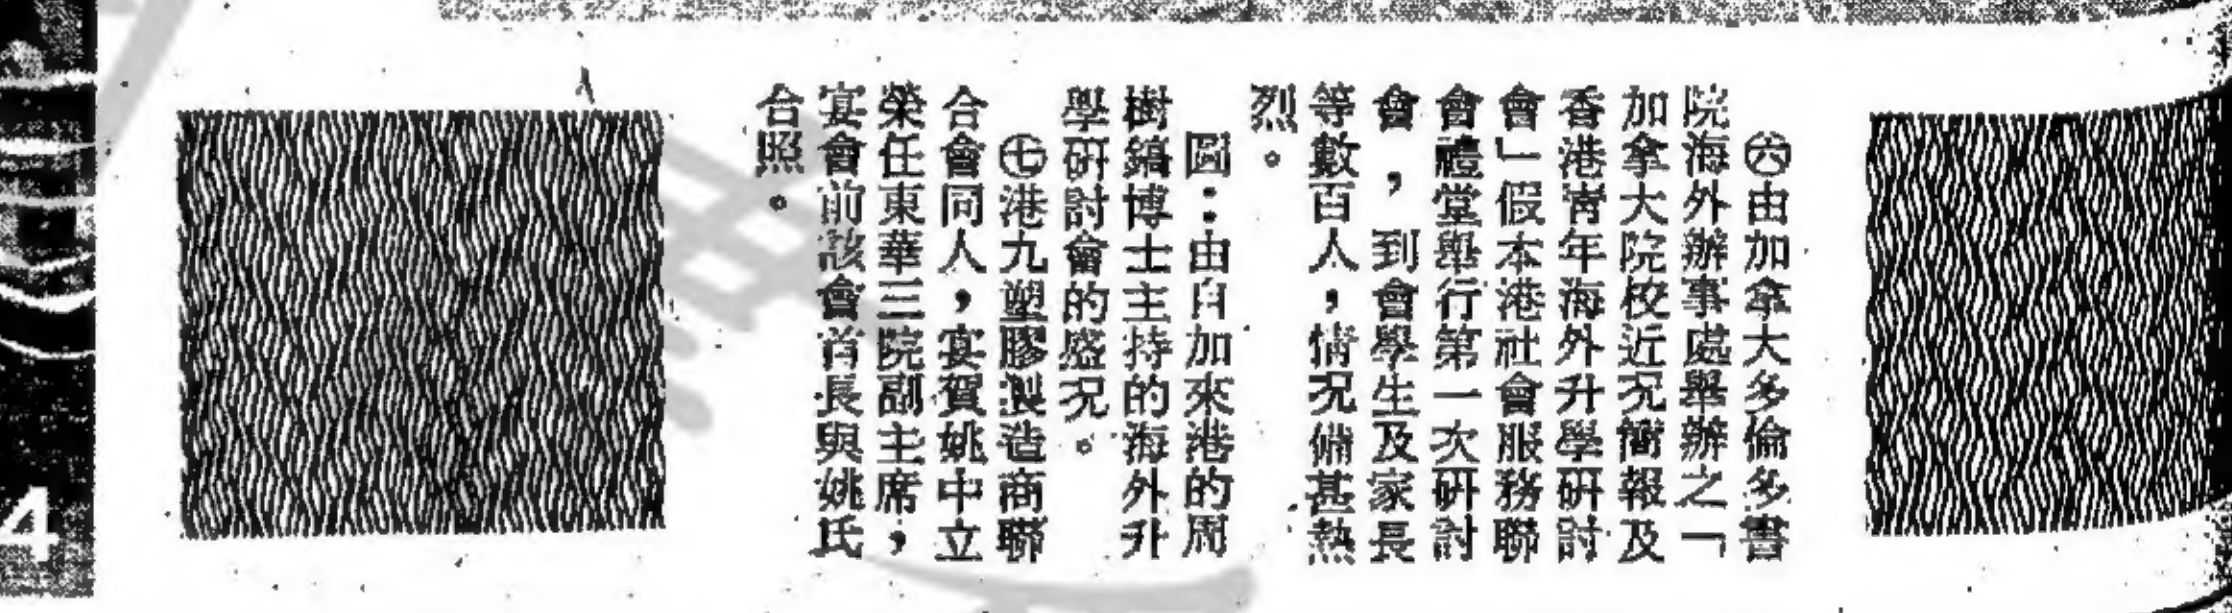 ㊅由加拿大多倫多書
院海外辦事處舉辦之「
加拿大院校近況簡報及
香港青年海外升學研討
會」假本港社會服務聯
會禮堂舉行第一次研討
會，到會學生及家長
等數百人，情況備甚熱
烈。
圖：由自加來港的周
樹鎬博士主持的海外升
學研討會的盛況。
㊆港九塑膠製造商聯
合會同人，宴賀姚中立
榮任東華三院副主席，
宴會前該會首長與姚氏
合照。
4